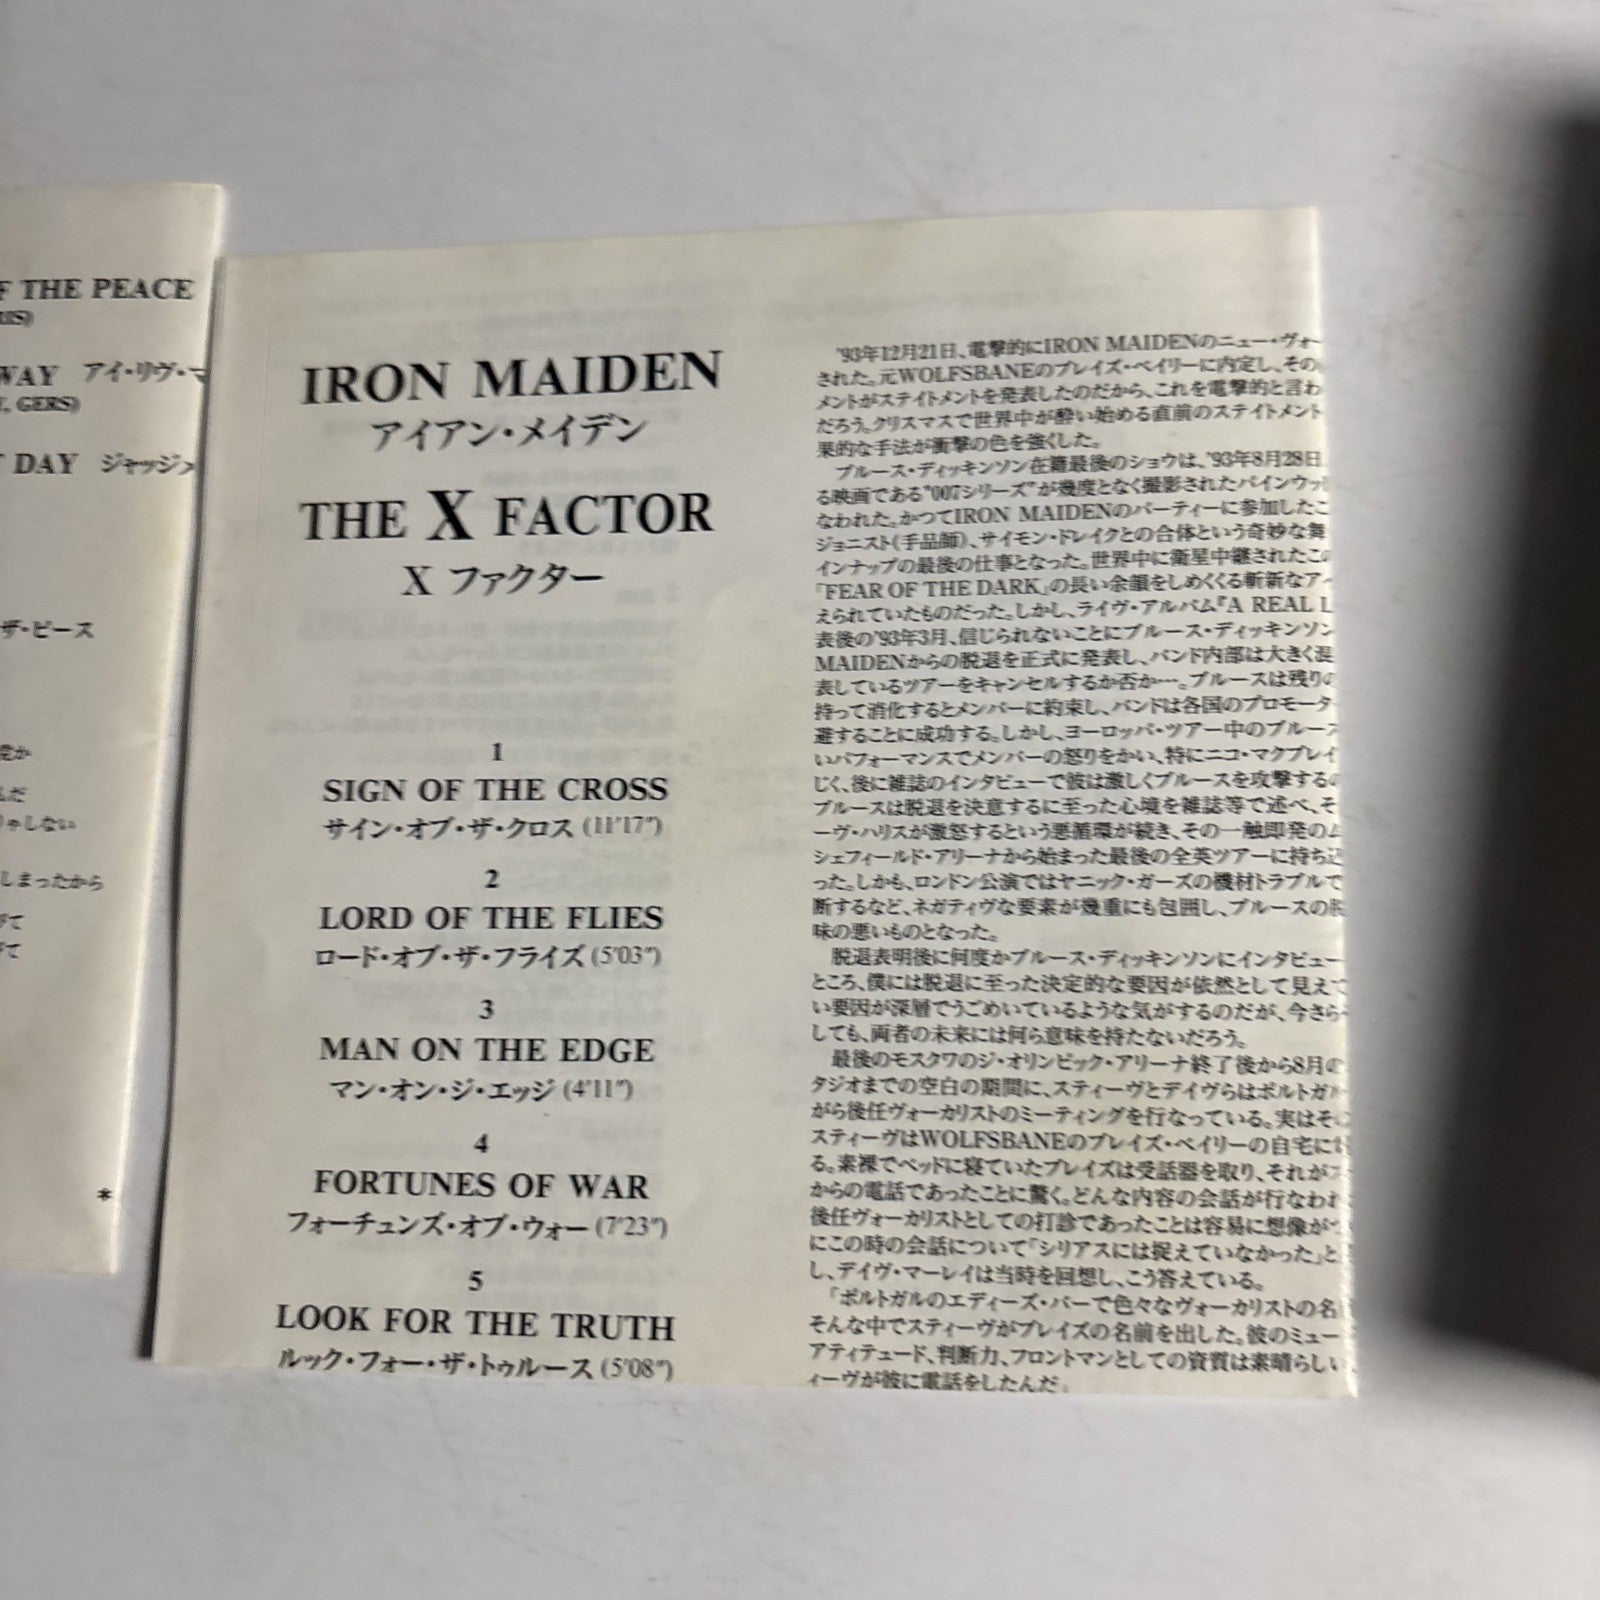 F THE PEACE
RIS)
WAY アイ・リヴ・マ
, GERS)
DAY ジャッジメ
ザ・ピース
しまったから
*
IRON MAIDEN
アイアン・メイデン
THE X FACTOR
X ファクター
1
SIGN OF THE CROSS
サイン・オブ・ザ・クロス (11'17")
2
LORD OF THE FLIES
ロード・オブ・ザ・フライズ (5'03")
3
MAN ON THE EDGE
マン・オン・ジ・エッジ (4'11")
4
FORTUNES OF WAR
フォーチュンズ・オブ・ウォー (7'23")
5
LOOK FOR THE TRUTH
ルック・フォー・ザ・トゥルース (5'08")
'93年12月21日、電撃的にIRON MAIDENのニュー・ヴォー
された。元WOLFSBANEのブレイズ・ベイリーに内定し、その
メントがステイトメントを発表したのだから、これを電撃的と言わ
だろう。クリスマスで世界中が酔い始める直前のステイトメント
果的な手法が衝撃の色を強くした。
ブルース・ディッキンソン在籍最後のショウは、'93年8月28日
る映画である"007シリーズ"が幾度となく撮影されたパインウッ
なわれた。かつてIRON MAIDENのパーティーに参加したこ
ジョニスト(手品師)、サイモン・ドレイクとの合体という奇妙な舞
インナップの最後の仕事となった。世界中に衛星中継されたこの
「FEAR OF THE DARK」の長い余韻をしめくくる斬新なアイ
えられていたものだった。しかし、ライヴ・アルバム『A REAL L
表後の'93年3月、信じられないことにブルース・ディッキンソン
MAIDENからの脱退を正式に発表し、バンド内部は大きく混
表しているツアーをキャンセルするか否か…。ブルースは残りの
持って消化するとメンバーに約束し、バンドは各国のプロモータ
避することに成功する。しかし、ヨーロッパ・ツアー中のブルース
いパフォーマンスでメンバーの怒りをかい、特にニコ・マクブレイ
じく、後に雑誌のインタビューで彼は激しくブルースを攻撃するの
ブルースは脱退を決意するに至った心境を雑誌等で述べ、そ
ーヴ・ハリスが激怒するという悪循環が続き、その一触即発のム
シェフィールド・アリーナから始まった最後の全英ツアーに持ち込
った。しかも、ロンドン公演ではヤニック・ガーズの機材トラブルで
断するなど、ネガティヴな要素が幾重にも包囲し、ブルースの脱
味の悪いものとなった。
脱退表明後に何度かブルース・ディッキンソンにインタビュー
ところ、僕には脱退に至った決定的な要因が依然として見えて
い要因が深層でうごめいているような気がするのだが、今さらそ
しても、両者の未来には何ら意味を持たないだろう。
最後のモスクワのジ・オリンピック・アリーナ終了後から8月の
タジオまでの空白の期間に、スティーヴとデイヴらはポルトガル
がら後任ヴォーカリストのミーティングを行なっている。実はその
スティーヴはWOLFSBANEのブレイズ・ベイリーの自宅に
る。素裸でベッドに寝ていたブレイズは受話器を取り、それがス
からの電話であったことに驚く。どんな内容の会話が行なわれ
後任ヴォーカリストとしての打診であったことは容易に想像がつ
にこの時の会話について「シリアスには捉えていなかった」と
し、デイヴ・マーレイは当時を回想し、こう答えている。
「ポルトガルのエディーズ・バーで色々なヴォーカリストの名
そんな中でスティーヴがブレイズの名前を出した。彼のミュー
アティテュード、判断力、フロントマンとしての資質は素晴らしい
ィーヴが彼に電話をしたんだ」